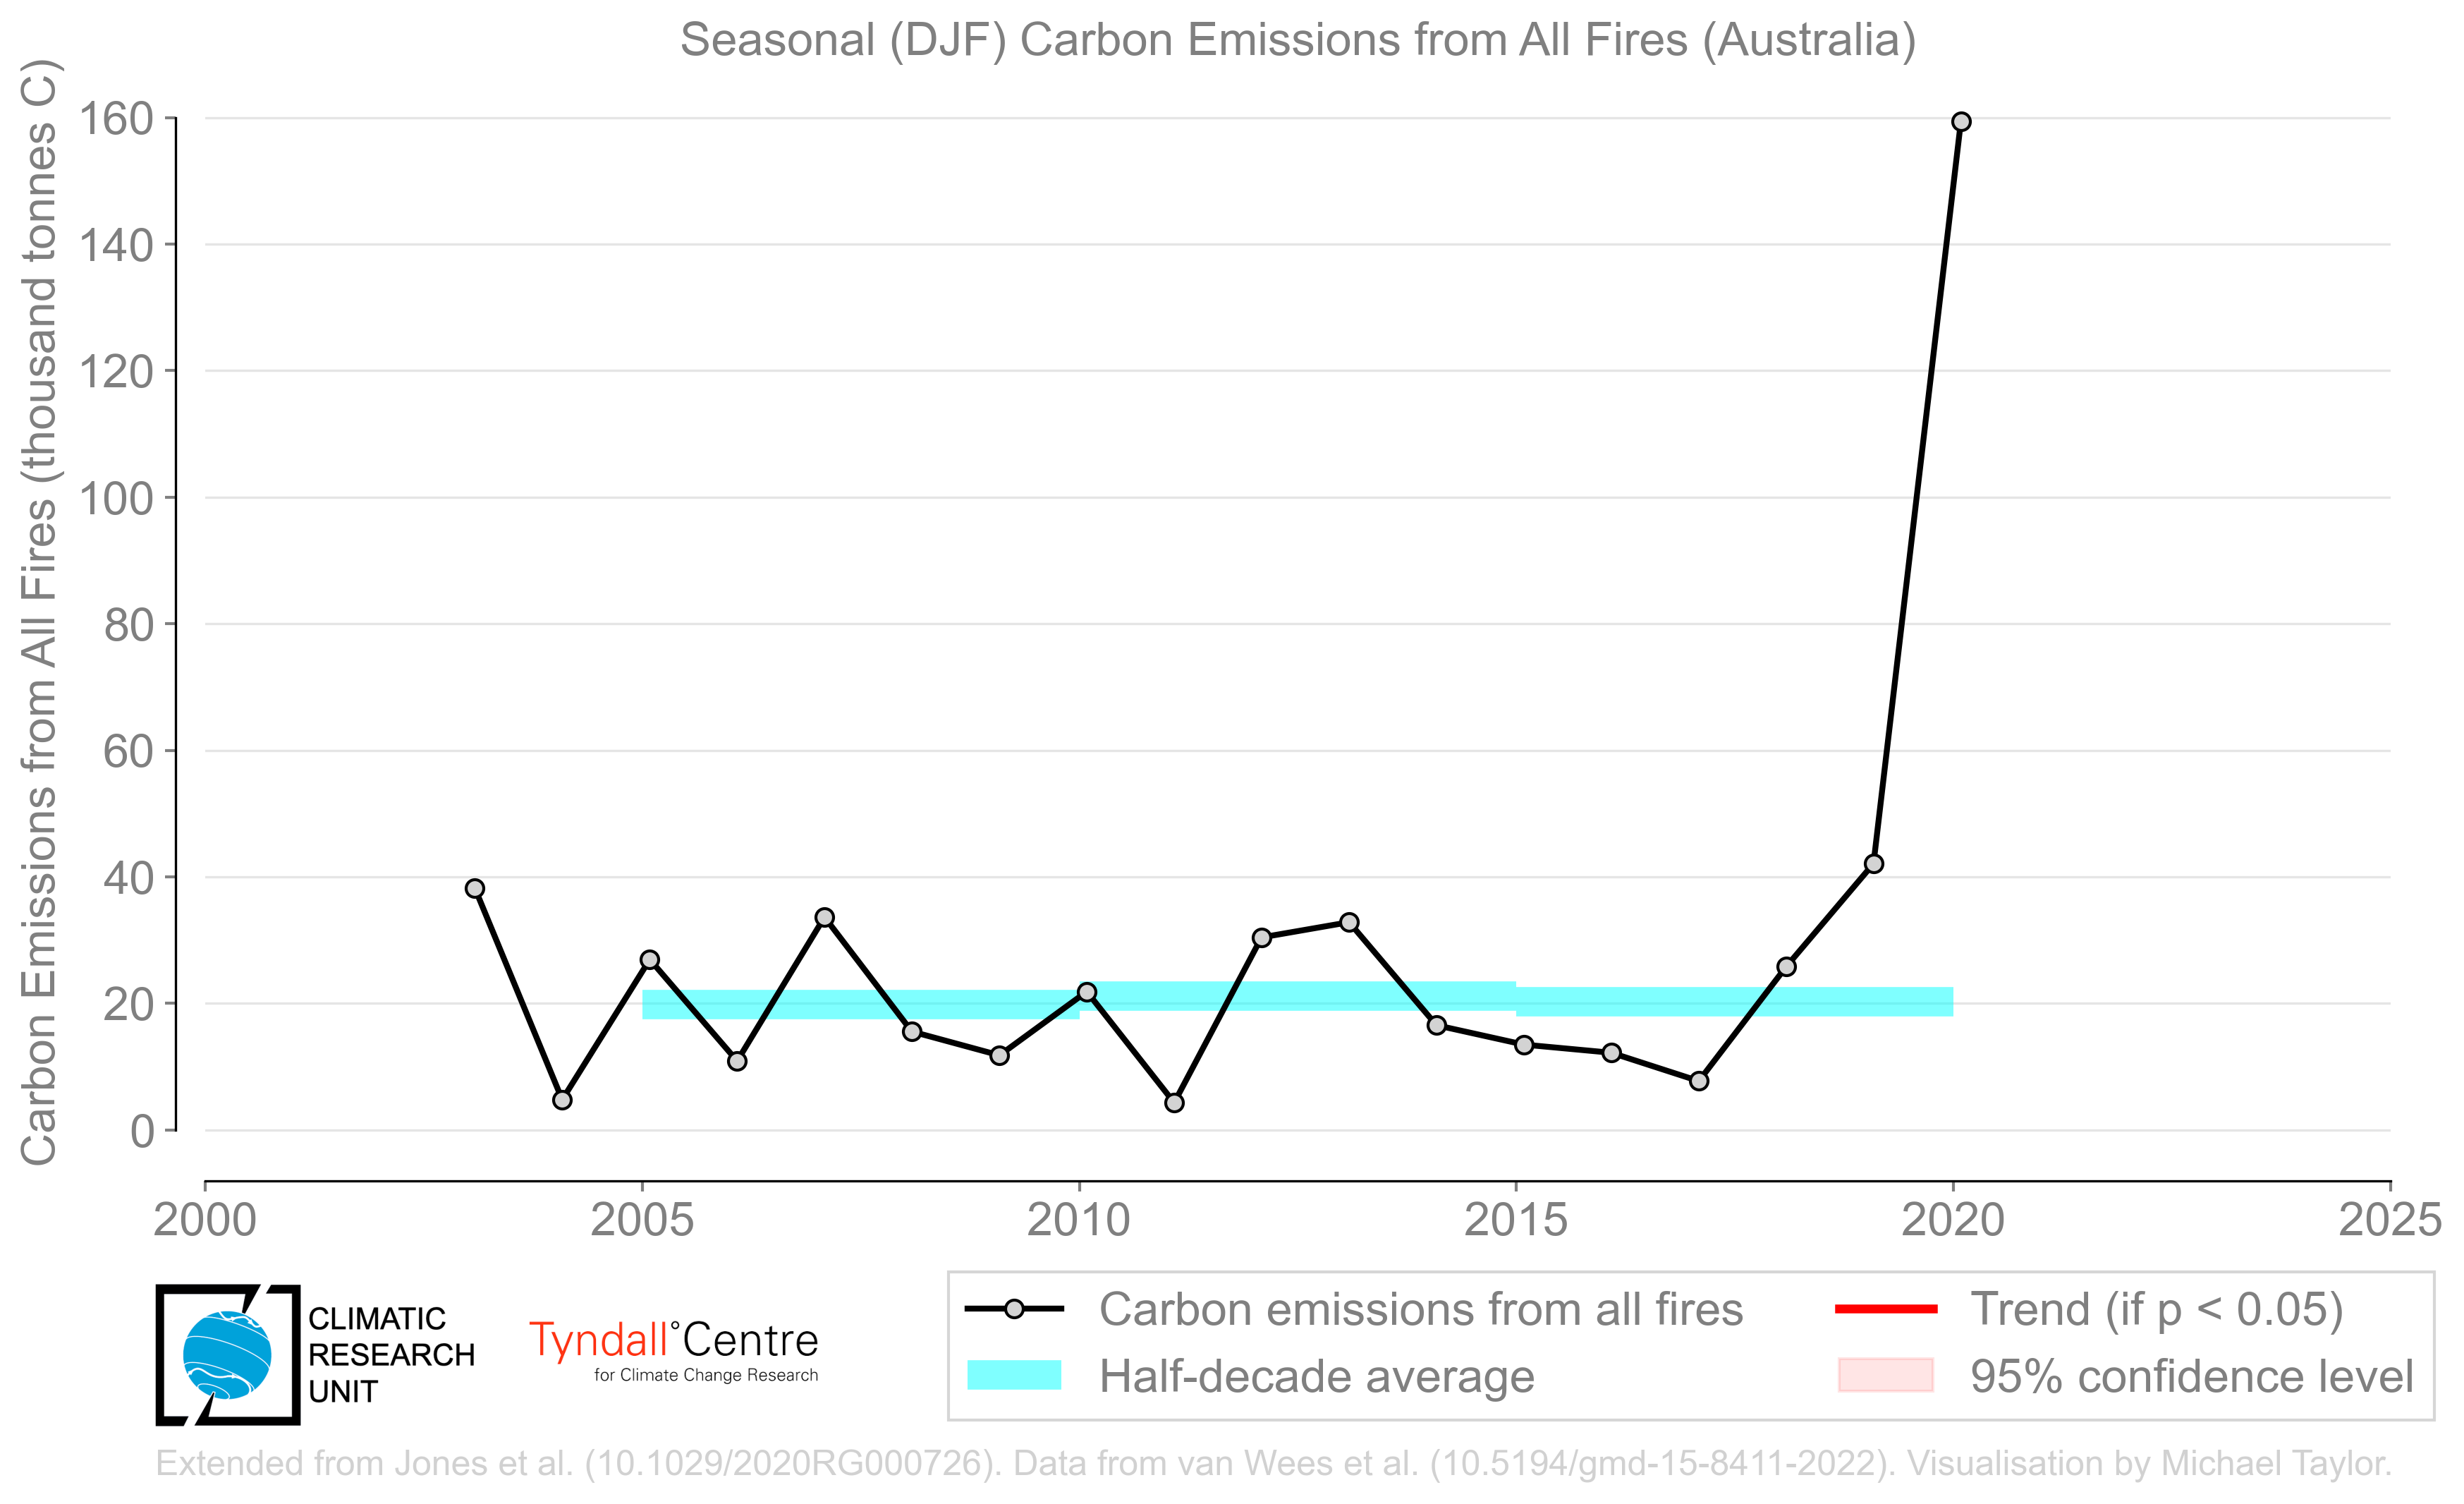 Seasonal (DJF) Carbon Emissions from All Fires (Australia)
Carbon Emissions from All Fires (thousand tonnes C)
160
140
120
100
80
60
40
20
0
2000 2005 2010 2015 2020 2025
CLIMATIC
RESEARCH
UNIT
Tyndall°Centre
for Climate Change Research
Carbon emissions from all fires
Half-decade average
Trend (if p < 0.05)
95% confidence level
Extended from Jones et al. (10.1029/2020RG000726). Data from van Wees et al. (10.5194/gmd-15-8411-2022). Visualisation by Michael Taylor.